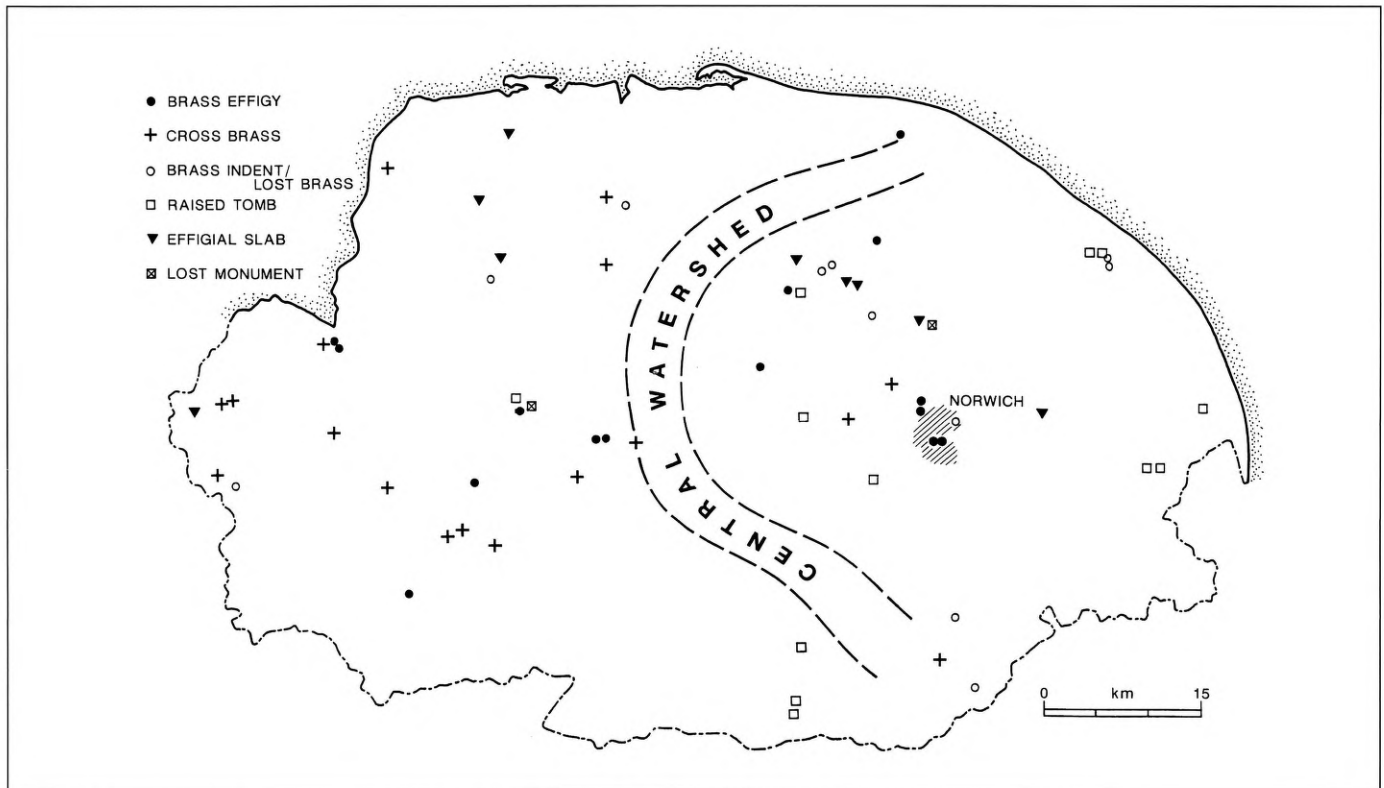 BRASS EFFIGY
CROSS BRASS
BRASS INDENT/
LOST BRASS
RAISED TOMB
EFFIGIAL SLAB
LOST MONUMENT
CENTRAL WATERSHED
NORWICH
0 km 15